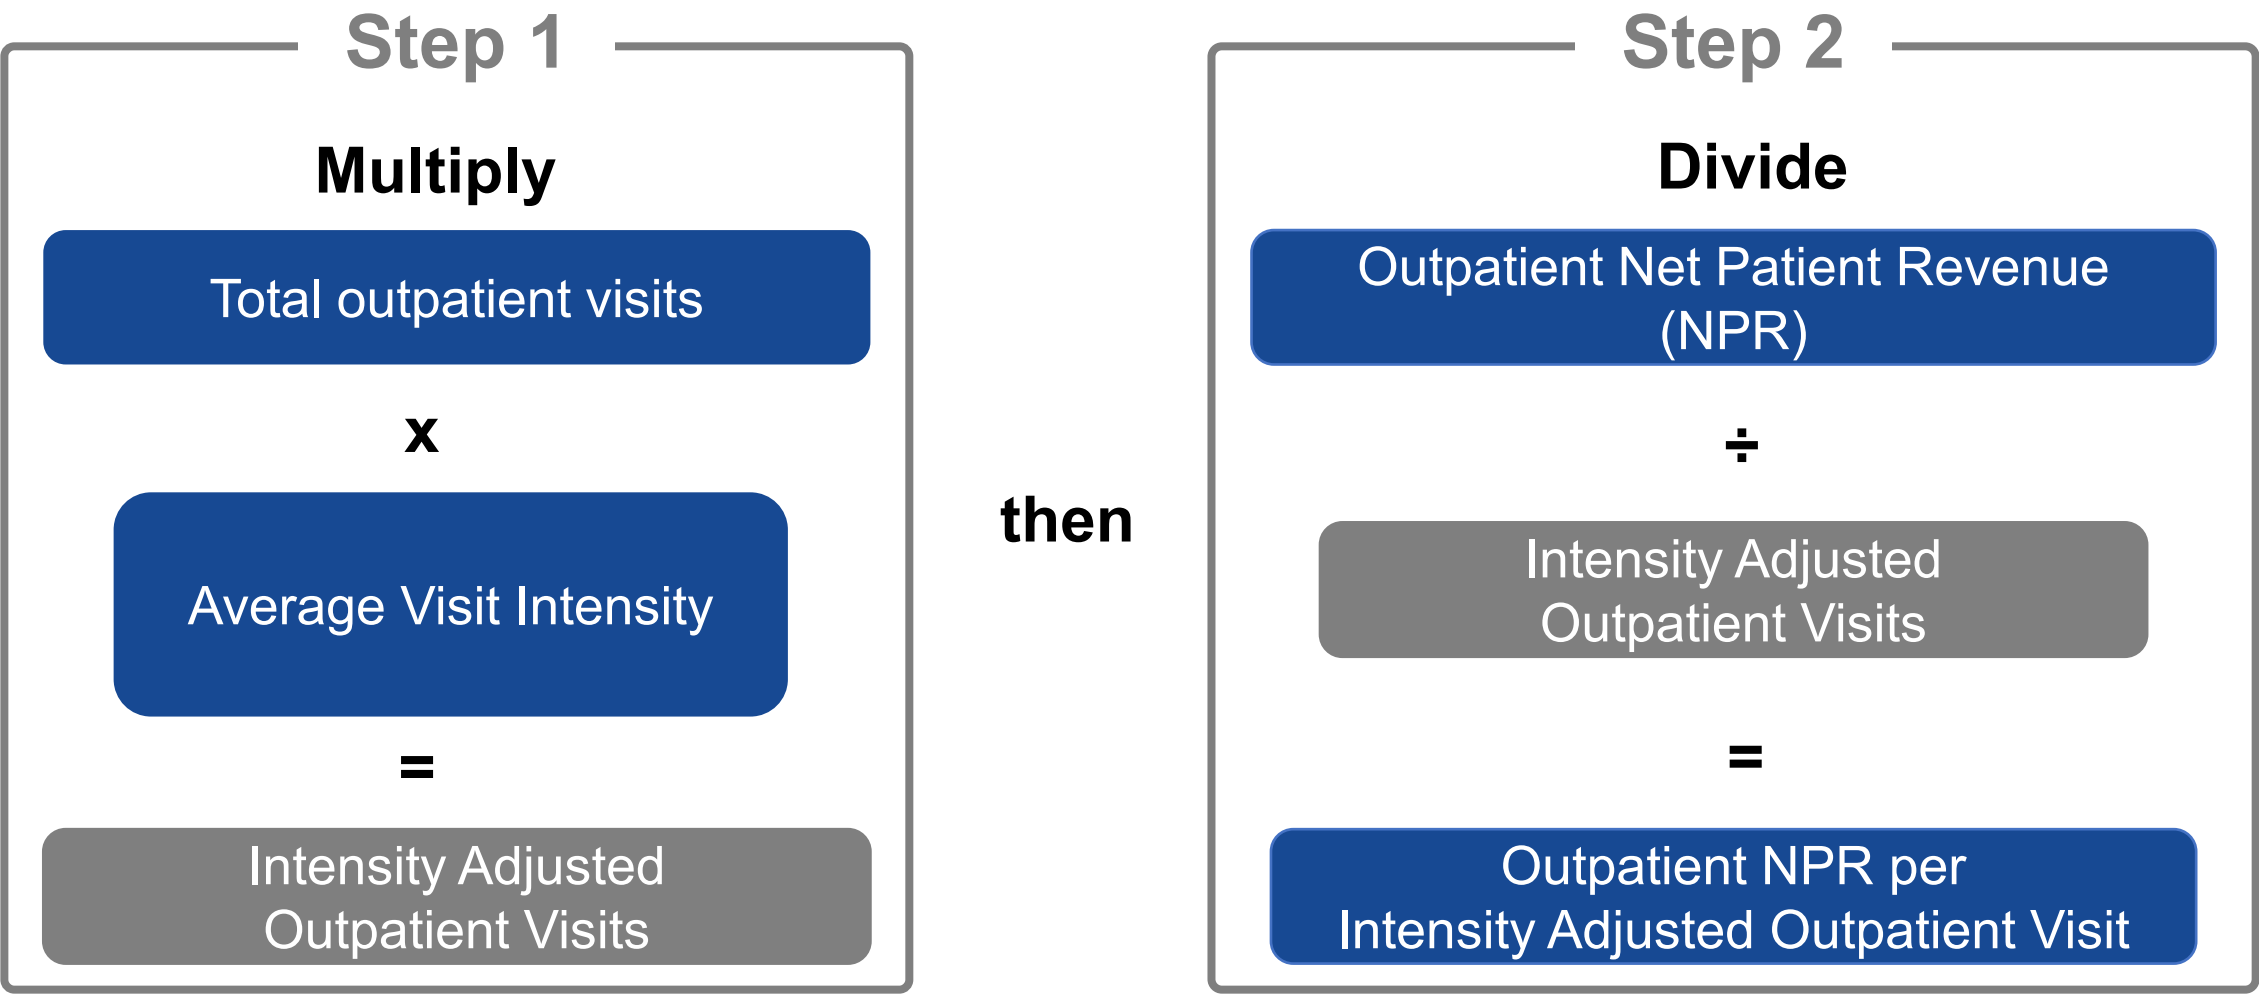 Step 1
Multiply
Total outpatient visits
x
Average Visit Intensity
=
Intensity Adjusted
Outpatient Visits
then
Step 2
Divide
Outpatient Net Patient Revenue
(NPR)
÷
Intensity Adjusted
Outpatient Visits
=
Outpatient NPR per
Intensity Adjusted Outpatient Visit